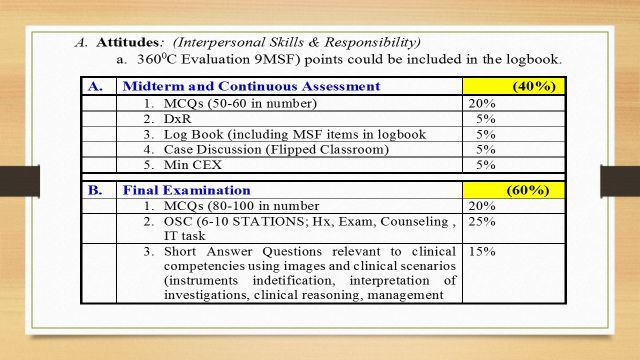 A. Attitudes: (Interpersonal Skills & Responsibility)
a. 360⁰C Evaluation 9MSF) points could be included in the logbook.
A. Midterm and Continuous Assessment (40%)
1. MCQs (50-60 in number) 20%
2. DxR 5%
3. Log Book (including MSF items in logbook 5%
4. Case Discussion (Flipped Classroom) 5%
5. Min CEX 5%
B. Final Examination (60%)
1. MCQs (80-100 in number 20%
2. OSC (6-10 STATIONS; Hx, Exam, Counseling , 25%
IT task
3. Short Answer Questions relevant to clinical 15%
competencies using images and clinical scenarios
(instruments indetification, interpretation of
investigations, clinical reasoning, management